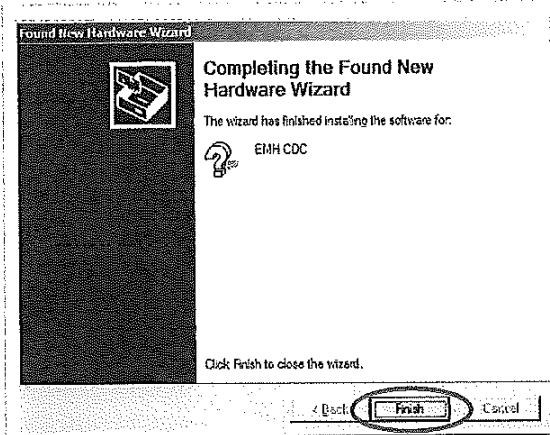 Found New Hardware Wizard
Completing the Found New
Hardware Wizard
The wizard has finished installing the software for:
EMH CDC
Click Finish to close the wizard.
< Back
Finish
Cancel